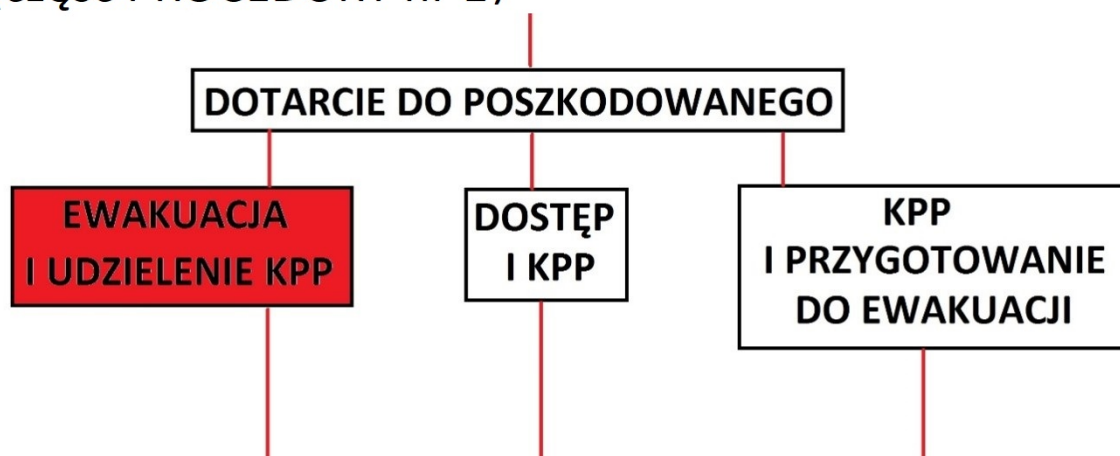 DOTARCIE DO POSZKODOWANEGO
EWAKUACJA
I UDZIELENIE KPP
DOSTĘP
I KPP
KPP
I PRZYGOTOWANIE
DO EWAKUACJI